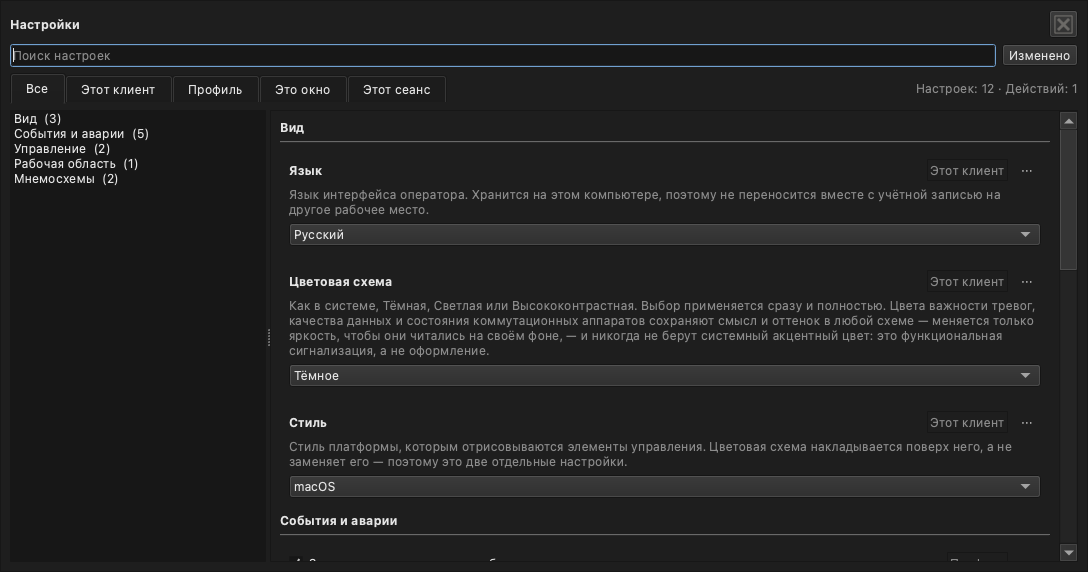 Настройки
Поиск настроек
Изменено
Все
Этот клиент
Профиль
Это окно
Этот сеанс
Настроек: 12 · Действий: 1
Вид (3)
События и аварии (5)
Управление (2)
Рабочая область (1)
Мнемосхемы (2)
Вид
Язык
Этот клиент
...
Язык интерфейса оператора. Хранится на этом компьютере, поэтому не переносится вместе с учётной записью на
другое рабочее место.
Русский
Цветовая схема
Этот клиент
...
Как в системе, Тёмная, Светлая или Высококонтрастная. Выбор применяется сразу и полностью. Цвета важности тревог,
качества данных и состояния коммутационных аппаратов сохраняют смысл и оттенок в любой схеме — меняется только
яркость, чтобы они читались на своём фоне, — и никогда не берут системный акцентный цвет: это функциональная
сигнализация, а не оформление.
Тёмное
Стиль
Этот клиент
...
Стиль платформы, которым отрисовываются элементы управления. Цветовая схема накладывается поверх него, а не
заменяет его — поэтому это две отдельные настройки.
macOS
События и аварии